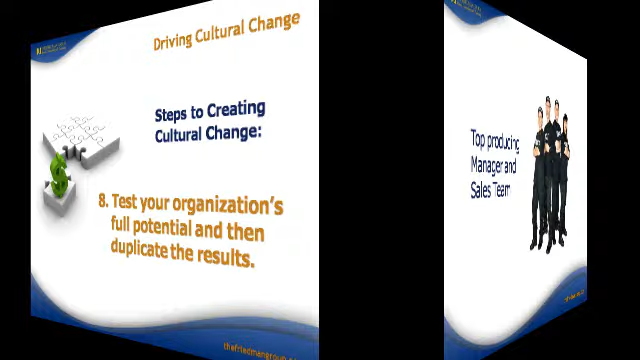 Driving Cultural Change
Steps to Creating
Cultural Change:
8. Test your organization's
full potential and then
duplicate the results.
Top producing
Manager and
Sales Team